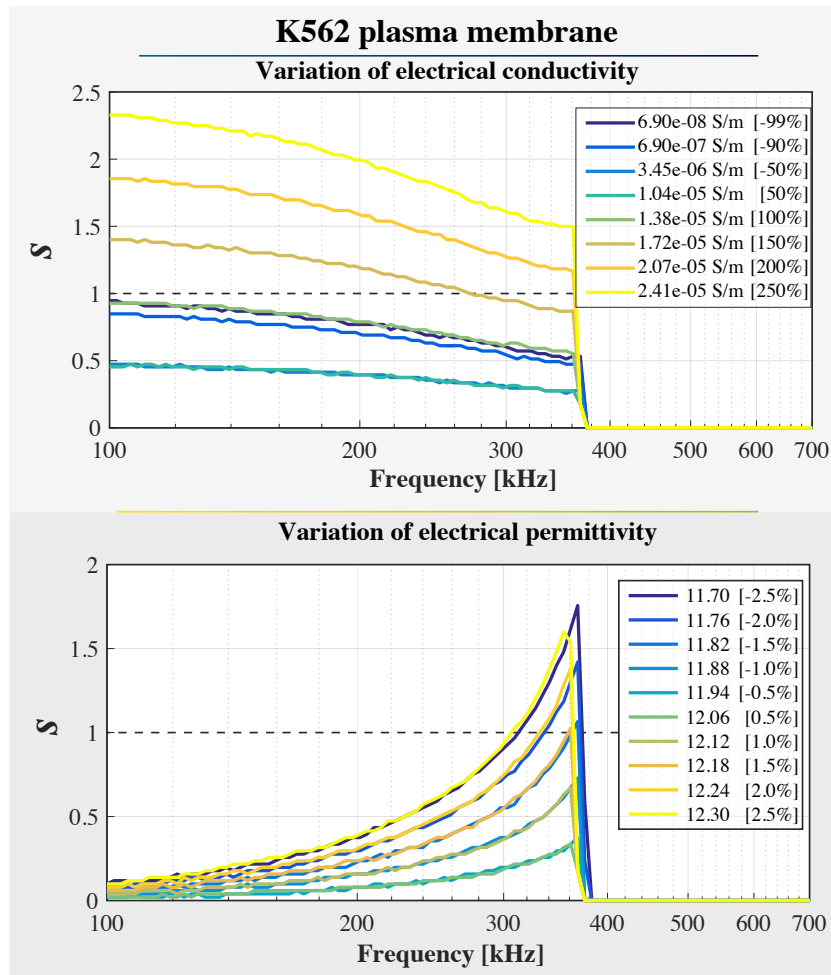 K562 plasma membrane
Variation of electrical conductivity
2.5
2
1.5
1
0.5
0
S
6.90e-08 S/m [-99%]
6.90e-07 S/m [-90%]
3.45e-06 S/m [-50%]
1.04e-05 S/m [50%]
1.38e-05 S/m [100%]
1.72e-05 S/m [150%]
2.07e-05 S/m [200%]
2.41e-05 S/m [250%]
100 200 300 400 500 600 700
Frequency [kHz]
Variation of electrical permittivity
2
1.5
1
0.5
0
S
11.70 [-2.5%]
11.76 [-2.0%]
11.82 [-1.5%]
11.88 [-1.0%]
11.94 [-0.5%]
12.06 [0.5%]
12.12 [1.0%]
12.18 [1.5%]
12.24 [2.0%]
12.30 [2.5%]
100 200 300 400 500 600 700
Frequency [kHz]